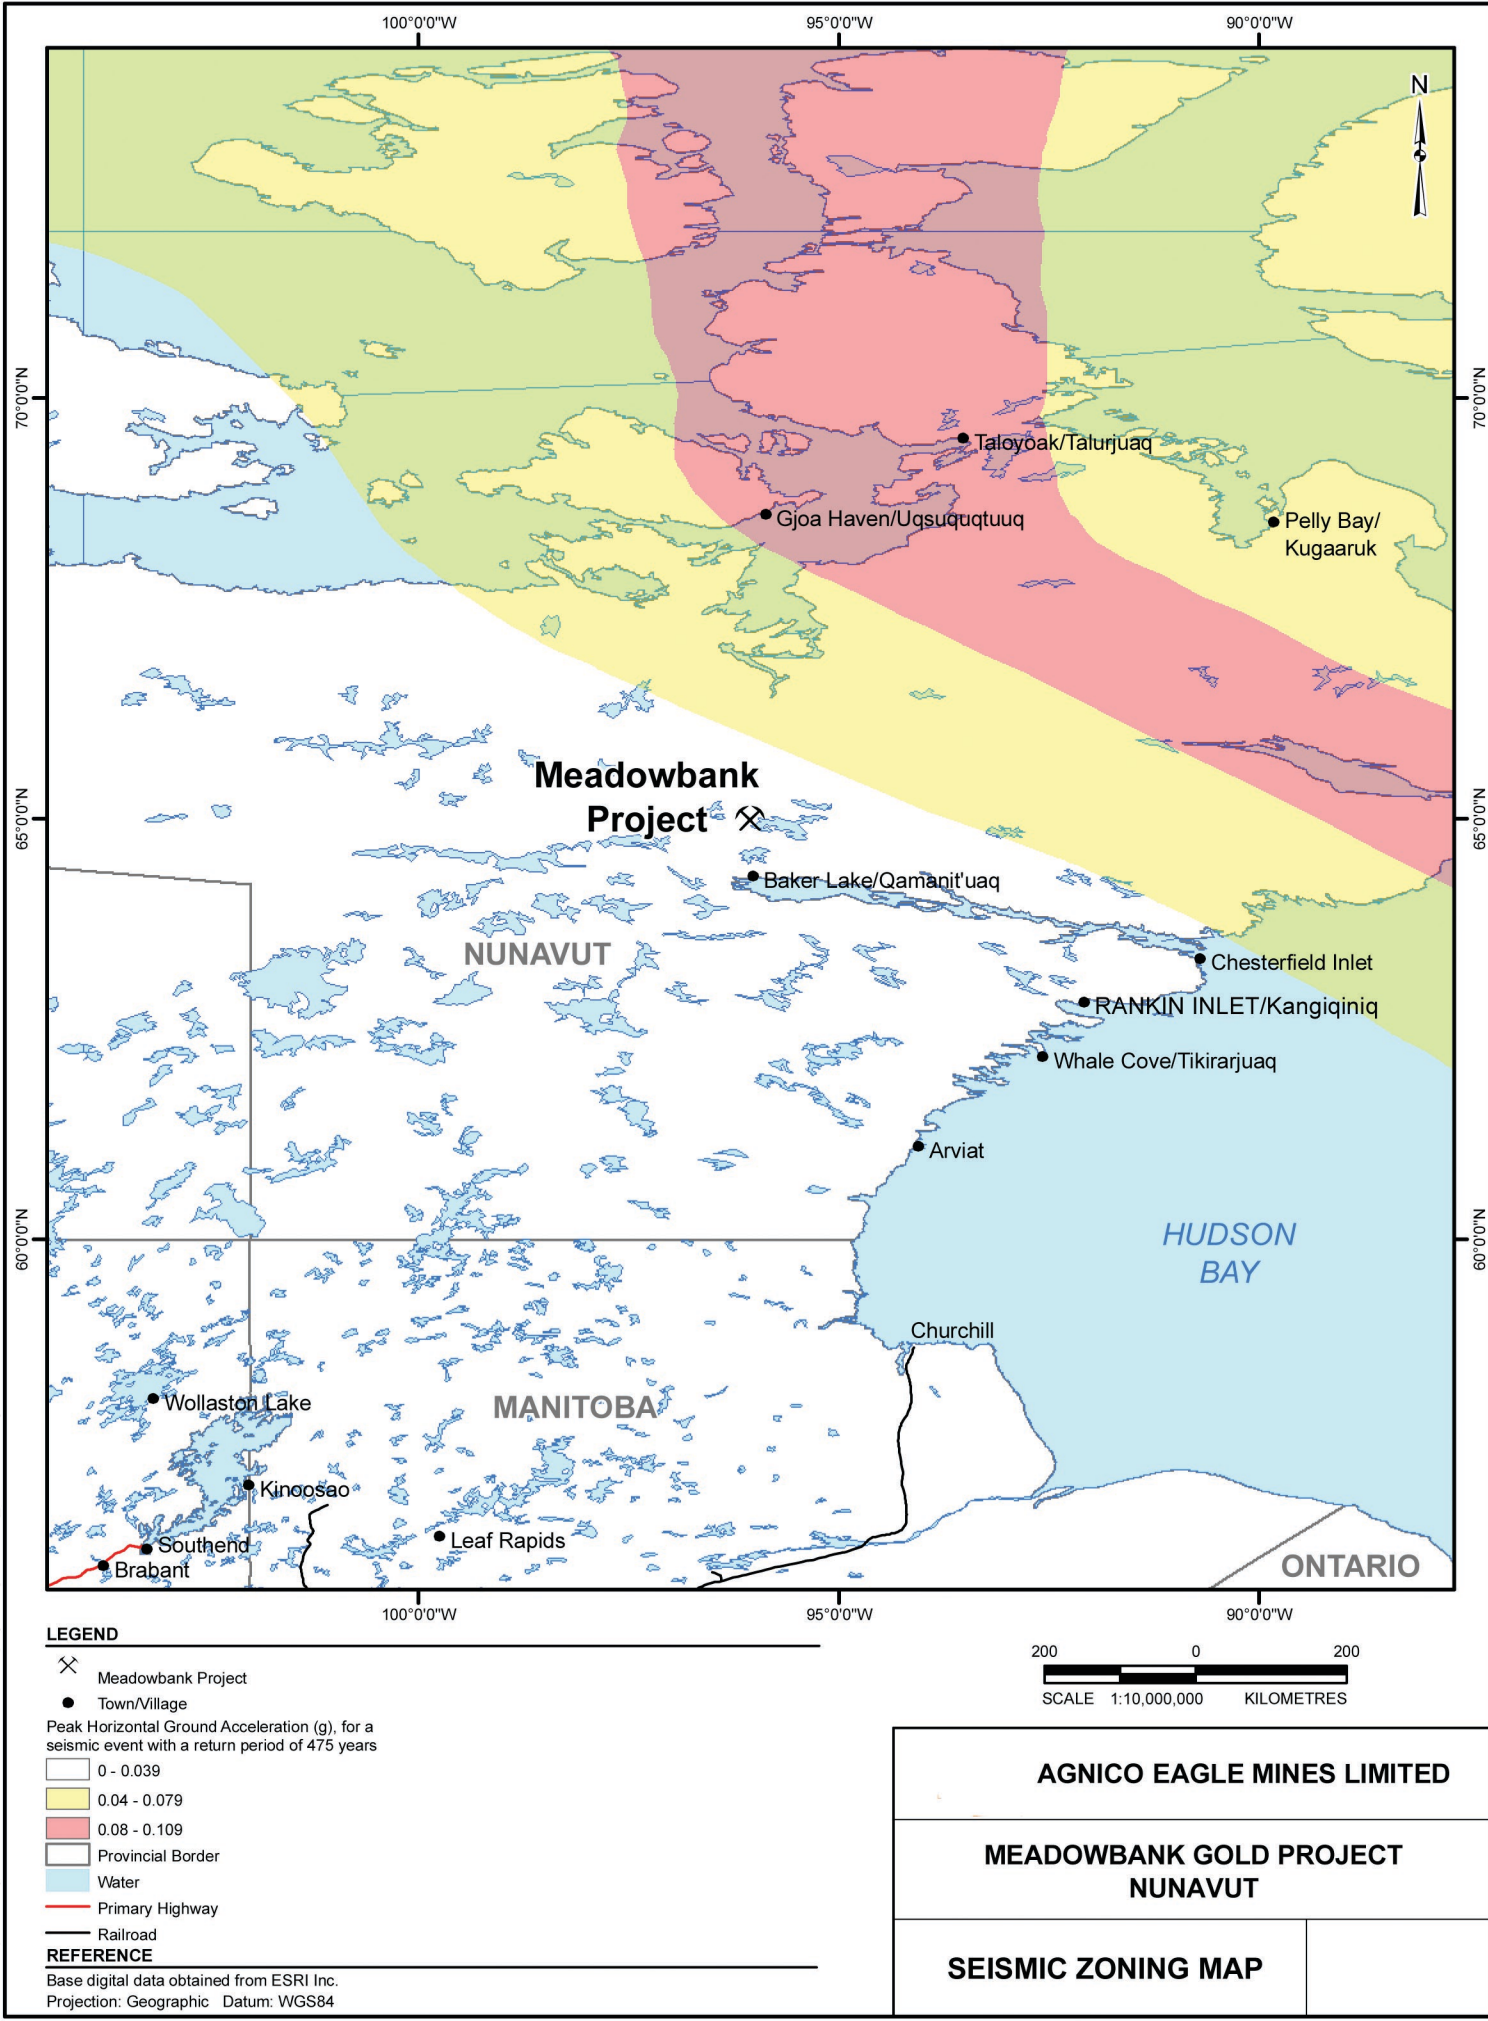 100°0'0"W
95°0'0"W
90°0'0"W
N
70°0'0"N
70°0'0"N
Taloyoak/Talurjuaq
Gjoa Haven/Uqsuquqtuuq
Pelly Bay/
Kugaaruk
Meadowbank
Project
65°0'0"N
65°0'0"N
Baker Lake/Qamanit'uaq
NUNAVUT
Chesterfield Inlet
RANKIN INLET/Kangiqiniq
Whale Cove/Tikirarjuaq
Arviat
60°0'0"N
60°0'0"N
HUDSON
BAY
Churchill
Wollaston Lake
MANITOBA
Kinoosao
Leaf Rapids
Southend
Brabant
ONTARIO
100°0'0"W
95°0'0"W
90°0'0"W
LEGEND
Meadowbank Project
Town/Village
Peak Horizontal Ground Acceleration (g), for a
seismic event with a return period of 475 years
0 - 0.039
0.04 - 0.079
0.08 - 0.109
Provincial Border
Water
Primary Highway
Railroad
REFERENCE
Base digital data obtained from ESRI Inc.
Projection: Geographic Datum: WGS84
200 0 200
SCALE 1:10,000,000 KILOMETRES
AGNICO EAGLE MINES LIMITED
MEADOWBANK GOLD PROJECT
NUNAVUT
SEISMIC ZONING MAP